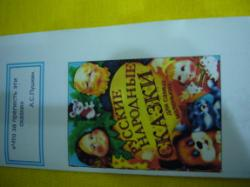 «Что за прелесть эти
сказки!»
А.С.Пушкин
РУССКИЕ
НАРОДНЫЕ
СКАЗКИ